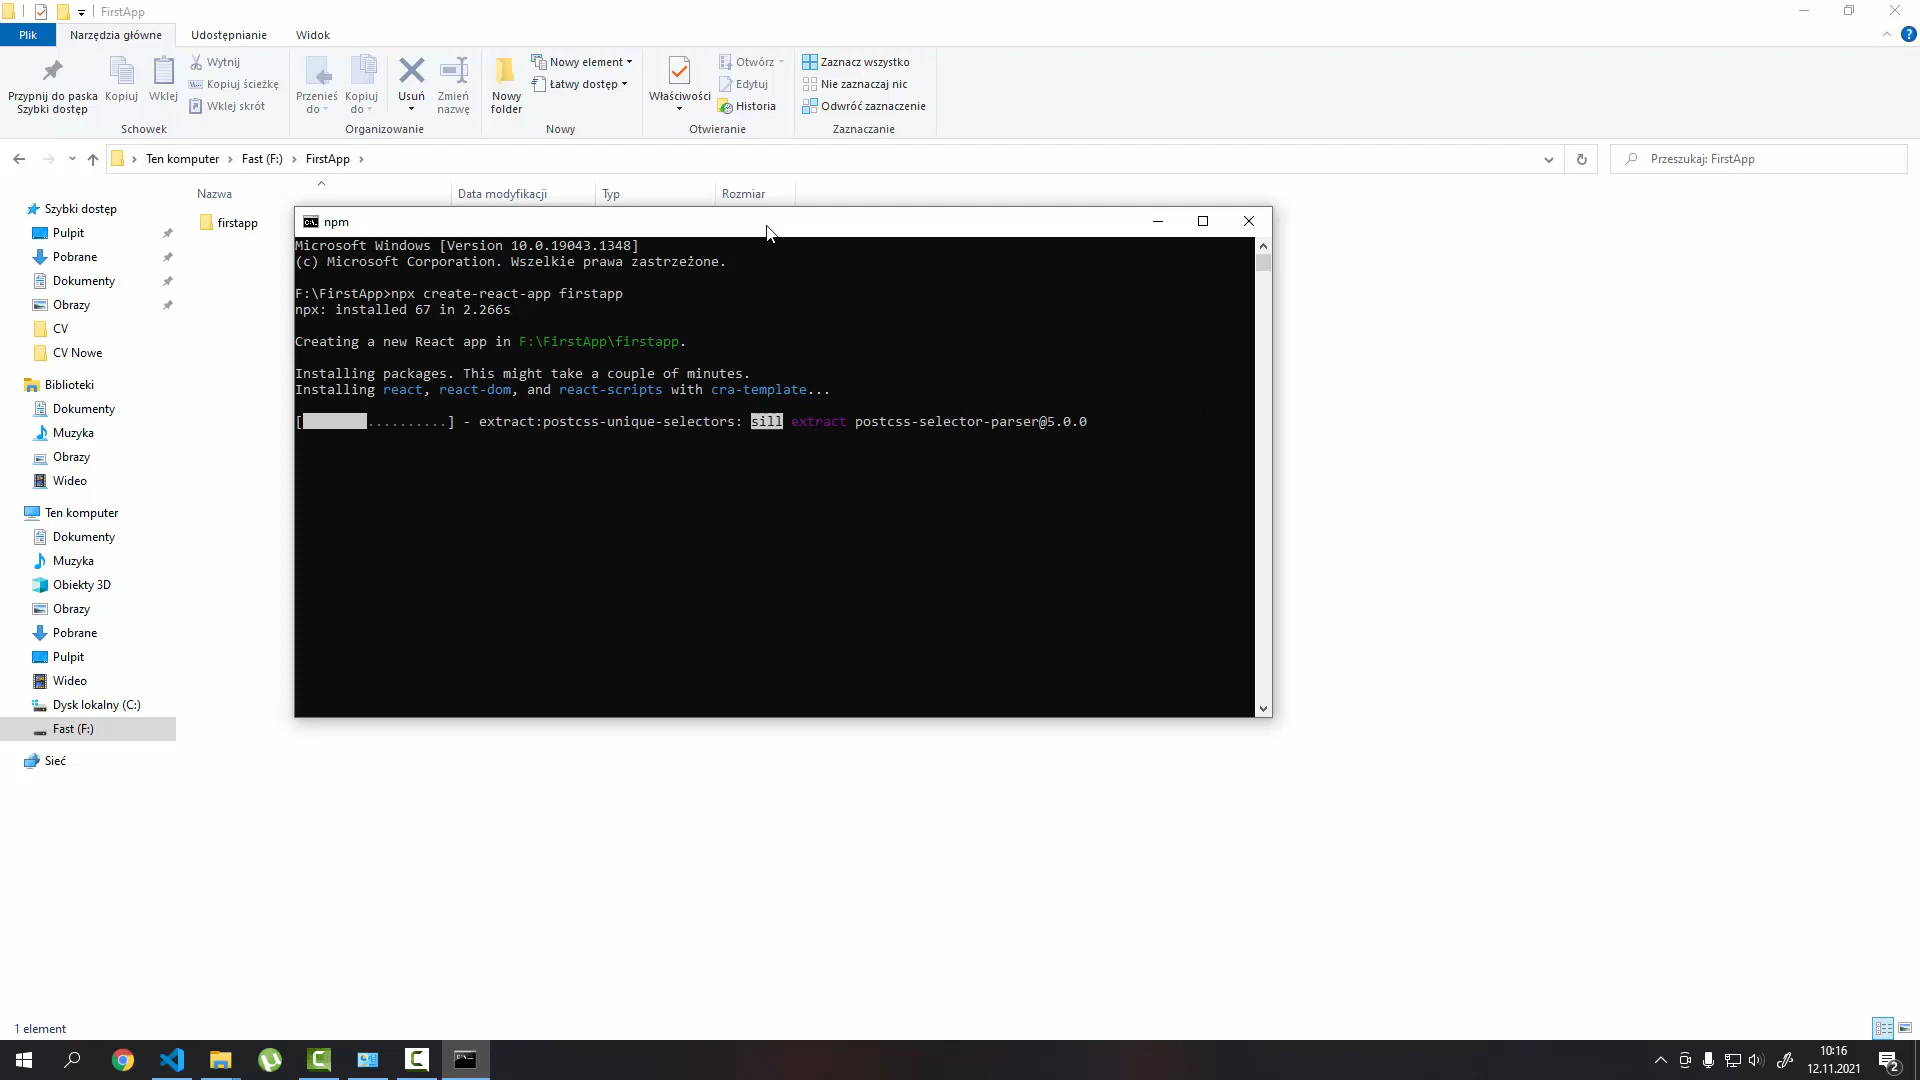 FirstApp
Plik
Narzędzia główne
Udostępnianie
Widok
Przypnij do paska
Szybki dostęp
Kopiuj
Wklej
Wytnij
Kopiuj ścieżkę
Wklej skrót
Schowek
Przenieś
do
Kopiuj
do
Usuń
Zmień
nazwę
Organizowanie
Nowy
folder
Nowy element
Łatwy dostęp
Nowy
Właściwości
Otwórz
Edytuj
Historia
Otwieranie
Zaznacz wszystko
Nie zaznaczaj nic
Odwróć zaznaczenie
Zaznaczanie
Ten komputer
Fast (F:)
FirstApp
Przeszukaj: FirstApp
Nazwa
Data modyfikacji
Typ
Rozmiar
firstapp
Szybki dostęp
Pulpit
Pobrane
Dokumenty
Obrazy
CV
CV Nowe
Biblioteki
Dokumenty
Muzyka
Obrazy
Wideo
Ten komputer
Dokumenty
Muzyka
Obiekty 3D
Obrazy
Pobrane
Pulpit
Wideo
Dysk lokalny (C:)
Fast (F:)
Sieć
npm
Microsoft Windows [Version 10.0.19043.1348]
(c) Microsoft Corporation. Wszelkie prawa zastrzeżone.
F:\FirstApp>npx create-react-app firstapp
npx: installed 67 in 2.266s
Creating a new React app in F:\FirstApp\firstapp.
Installing packages. This might take a couple of minutes.
Installing react, react-dom, and react-scripts with cra-template...
[..........] - extract:postcss-unique-selectors: sill extract postcss-selector-parser@5.0.0
1 element
10:16
12.11.2021
2